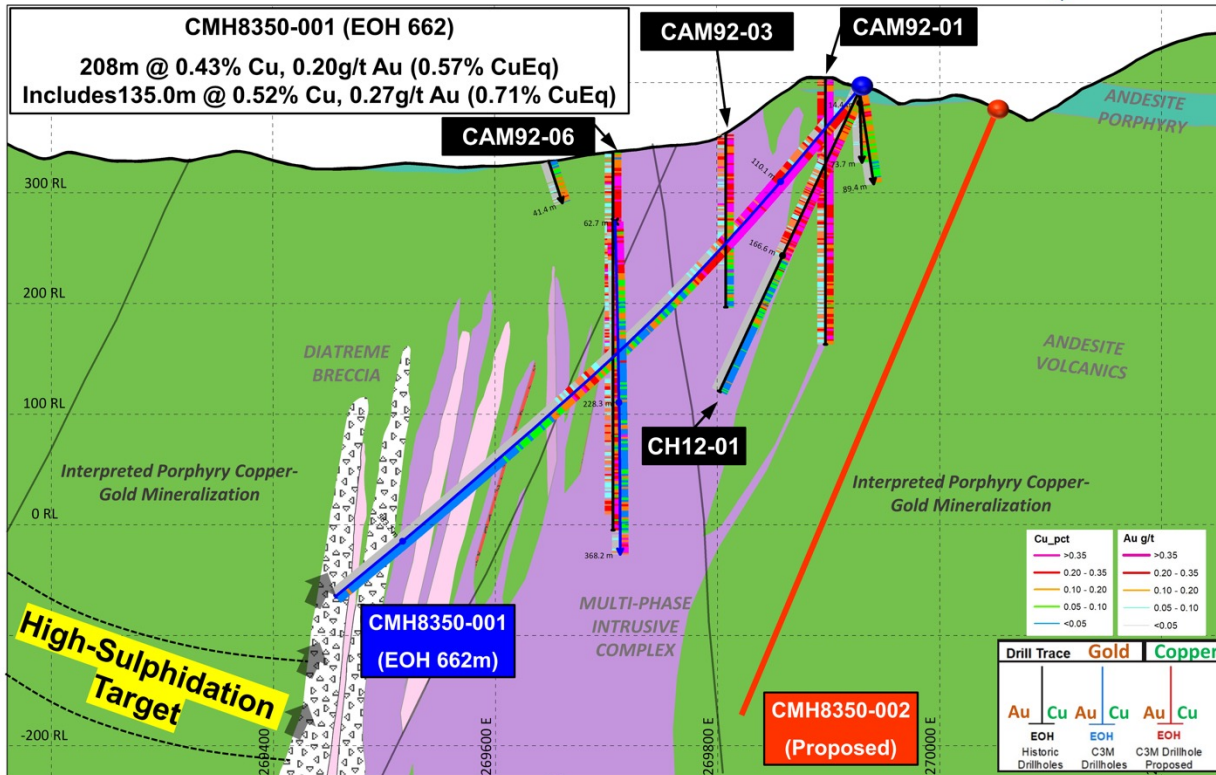 CMH8350-001 (EOH 662)
208m @ 0.43% Cu, 0.20g/t Au (0.57% CuEq)
Includes135.0m @ 0.52% Cu, 0.27g/t Au (0.71% CuEq)
CAM92-03
CAM92-01
CAM92-06
ANDESITE
PORPHYRY
300 RL
41.4 m
62.7 m
110.1 m
14.4
73.7 m
89.4 m
166.6 m
200 RL
DIATREME
BRECCIA
ANDESITE
VOLCANICS
100 RL
228.3 m
CH12-01
Interpreted Porphyry Copper-
Gold Mineralization
Interpreted Porphyry Copper-
Gold Mineralization
0 RL
368.2 m
Cu_pct
>0.35
0.20 - 0.35
0.10 - 0.20
0.05 - 0.10
<0.05
Au g/t
>0.35
0.20 - 0.35
0.10 - 0.20
0.05 - 0.10
<0.05
High-Sulphidation
Target
CMH8350-001
(EOH 662m)
MULTI-PHASE
INTRUSIVE
COMPLEX
CMH8350-002
(Proposed)
Drill Trace Gold Copper
Au Cu Au Cu Au Cu
EOH EOH EOH
Historic
Drillholes
C3M
Drillholes
C3M Drillhole
Proposed
-200 RL
269400
269600 E
269800 E
270000 E